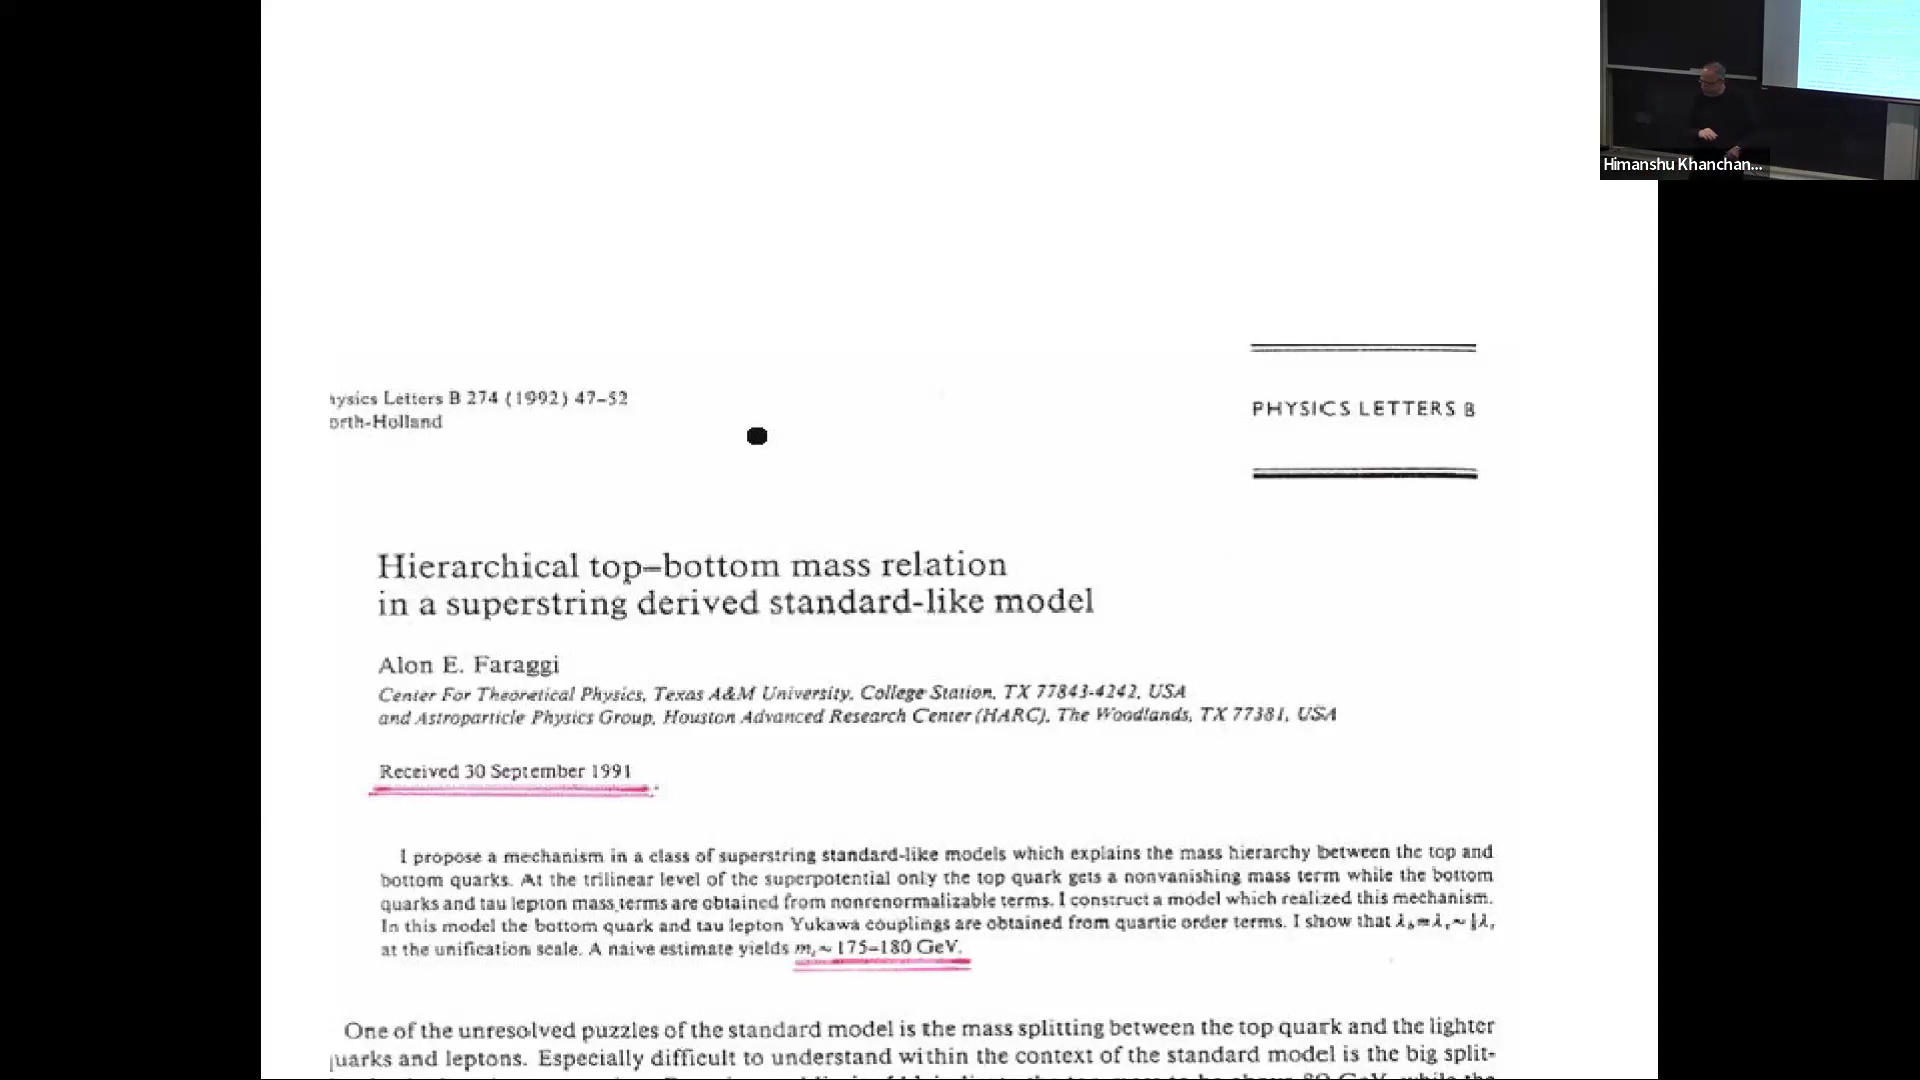 Himanshu Khanchan...
hysics Letters B 274 (1992) 47–52
orth-Holland
PHYSICS LETTERS B
Hierarchical top–bottom mass relation
in a superstring derived standard-like model
Alon E. Faraggi
Center For Theoretical Physics, Texas A&M University, College Station, TX 77843-4242, USA
and Astroparticle Physics Group, Houston Advanced Research Center (HARC), The Woodlands, TX 77381, USA
Received 30 September 1991
I propose a mechanism in a class of superstring standard-like models which explains the mass hierarchy between the top and
bottom quarks. At the trilinear level of the superpotential only the top quark gets a nonvanishing mass term while the bottom
quarks and tau lepton mass terms are obtained from nonrenormalizable terms. I construct a model which realized this mechanism.
In this model the bottom quark and tau lepton Yukawa couplings are obtained from quartic order terms. I show that
at the unification scale. A naive estimate yields mₜ ~ 175–180 GeV.
One of the unresolved puzzles of the standard model is the mass splitting between the top quark and the lighter
quarks and leptons. Especially difficult to understand within the context of the standard model is the big split-